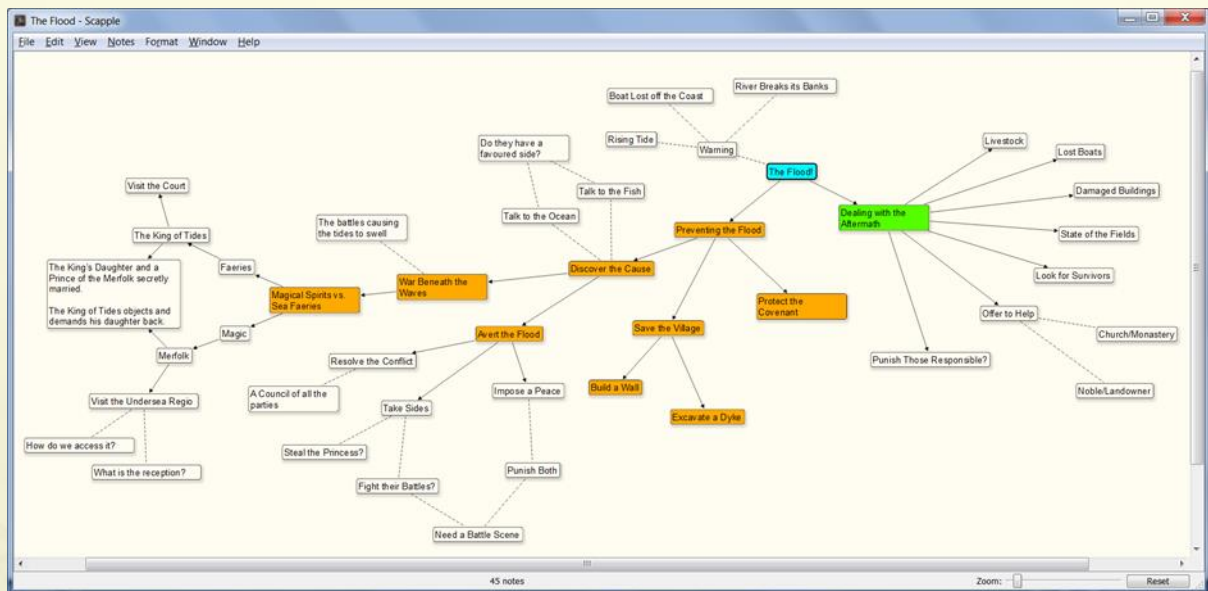 The Flood - Scapple
File Edit View Notes Format Window Help
River Breaks its Banks
Boat Lost off the Coast
Rising Tide
Warning
Do they have a
favoured side?
The Flood!
Livestock
Lost Boats
Visit the Court
Talk to the Fish
Damaged Buildings
Talk to the Ocean
Dealing with the
Aftermath
The battles causing
the tides to swell
Preventing the Flood
State of the Fields
The King of Tides
Faeries
Discover the Cause
Look for Survivors
The King's Daughter and a
Prince of the Merfolk secretly
married.
The King of Tides objects and
demands his daughter back.
War Beneath the
Waves
Magical Spirits vs.
Sea Faeries
Protect the
Covenant
Offer to Help
Magic
Avert the Flood
Save the Village
Church/Monastery
Merfolk
Resolve the Conflict
Punish Those Responsible?
A Council of all the
parties
Impose a Peace
Build a Wall
Noble/Landowner
Visit the Undersea Regio
Take Sides
Excavate a Dyke
How do we access it?
Steal the Princess?
What is the reception?
Punish Both
Fight their Battles?
Need a Battle Scene
45 notes
Zoom:
Reset